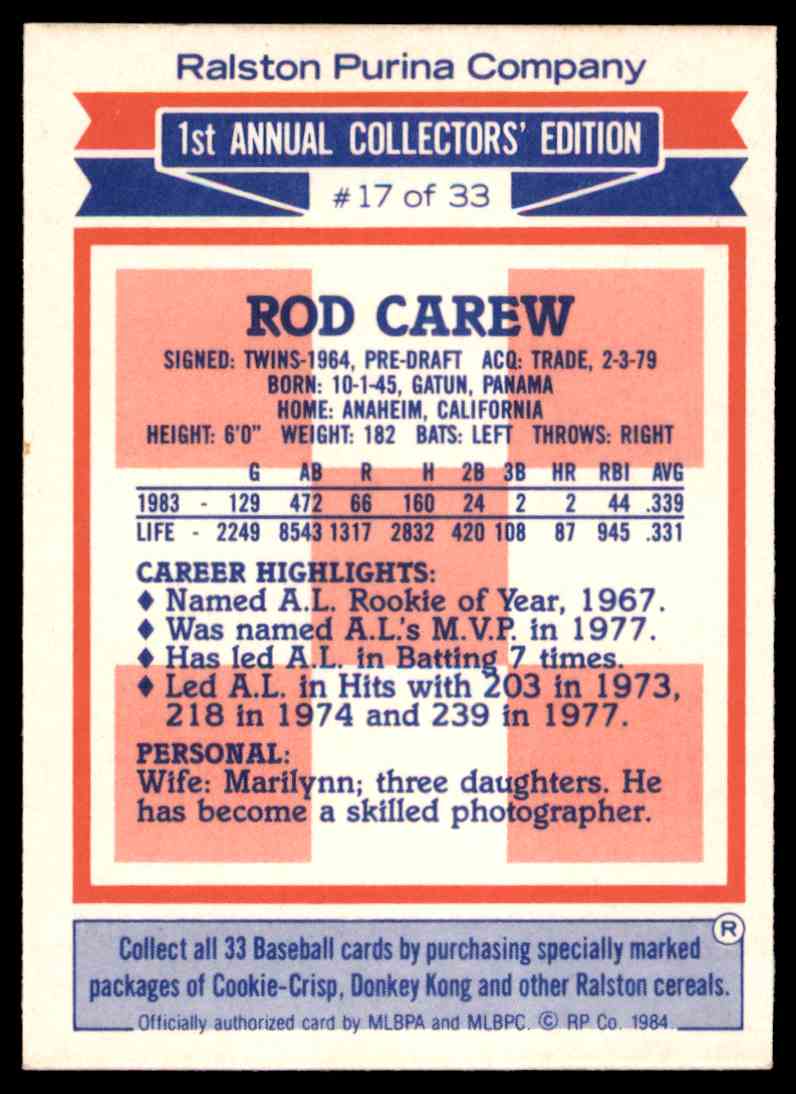 Ralston Purina Company
1st ANNUAL COLLECTORS' EDITION
#17 of 33
ROD CAREW
SIGNED: TWINS-1964, PRE-DRAFT ACQ: TRADE, 2-3-79
BORN: 10-1-45, GATUN, PANAMA
HOME: ANAHEIM, CALIFORNIA
HEIGHT: 6'0" WEIGHT: 182 BATS: LEFT THROWS: RIGHT
G AB R H 2B 3B HR RBI AVG
1983 - 129 472 66 160 24 2 2 44 .339
LIFE - 2249 8543 1317 2832 420 108 87 945 .331
CAREER HIGHLIGHTS:
♦ Named A.L. Rookie of Year, 1967.
♦ Was named A.L.'s M.V.P. in 1977.
♦ Has led A.L. in Batting 7 times.
♦ Led A.L. in Hits with 203 in 1973,
218 in 1974 and 239 in 1977.
PERSONAL:
Wife: Marilynn; three daughters. He
has become a skilled photographer.
®
Collect all 33 Baseball cards by purchasing specially marked
packages of Cookie-Crisp, Donkey Kong and other Ralston cereals.
Officially authorized card by MLBPA and MLBPC. © RP Co. 1984